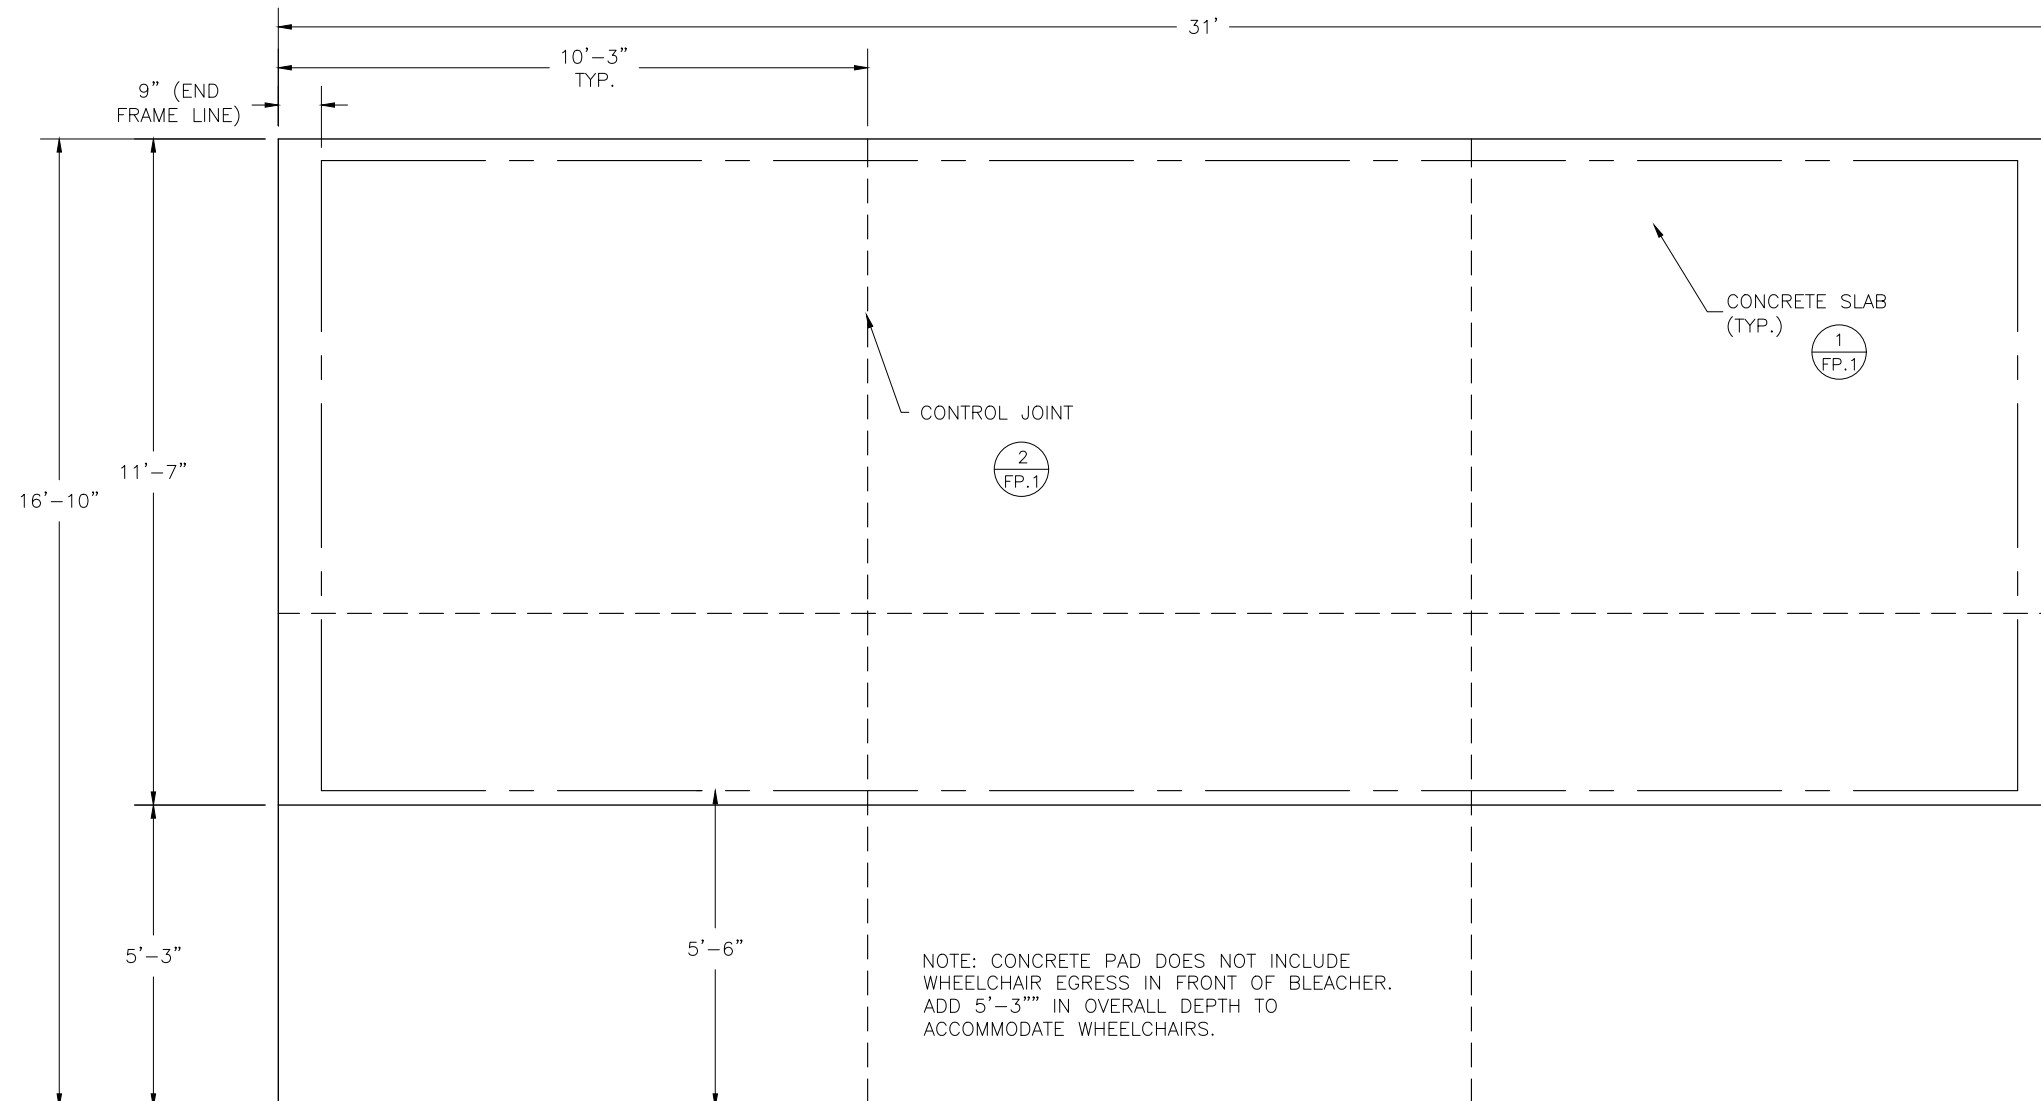 31'
10'-3"
TYP.
9" (END
FRAME LINE)
CONCRETE SLAB
(TYP.)
1
FP.1
CONTROL JOINT
2
FP.1
11'-7"
16'-10"
5'-3"
5'-6"
NOTE: CONCRETE PAD DOES NOT INCLUDE
WHEELCHAIR EGRESS IN FRONT OF BLEACHER.
ADD 5'-3"" IN OVERALL DEPTH TO
ACCOMMODATE WHEELCHAIRS.